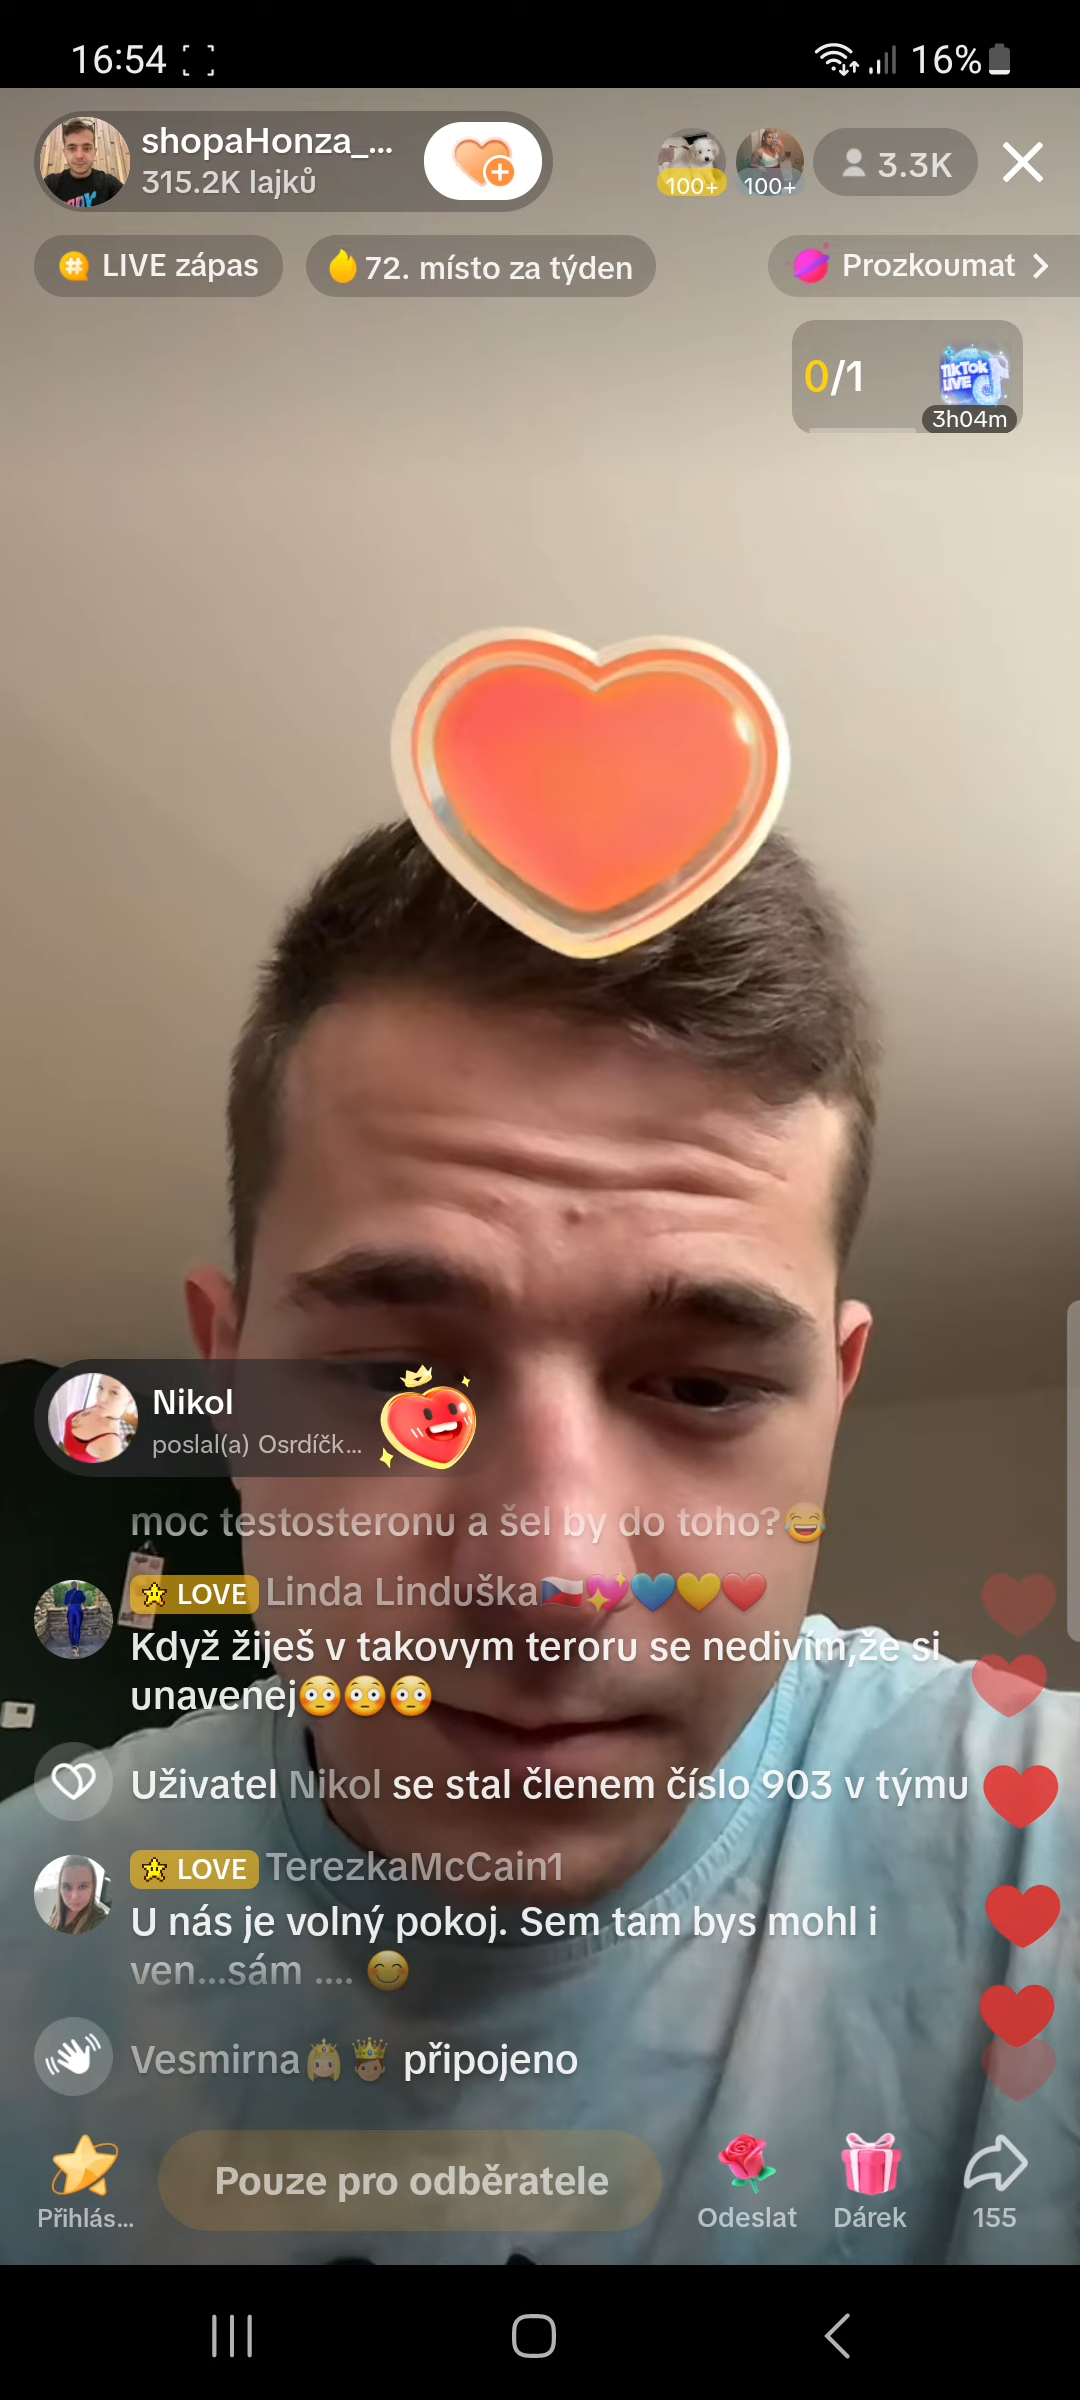 16:54
16%
shopaHonza_...
315.2K lajků
100+
100+
3.3K
LIVE zápas
72. místo za týden
Prozkoumat
0/1
TikTok
LIVE
3h04m
Nikol
poslal(a) Osrdíčk...
moc testosteronu a šel by do toho?😂
LOVE Linda Linduška🇨🇿💖💙💛❤️
Když žiješ v takovym teroru se nedivím,že si
unavenej😳😳😳
Uživatel Nikol se stal členem číslo 903 v týmu
LOVE TerezkaMcCain1
U nás je volný pokoj. Sem tam bys mohl i
ven...sám .... 😊
Vesmirna👸🤴 připojeno
Přihlás...
Pouze pro odběratele
Odeslat
Dárek
155